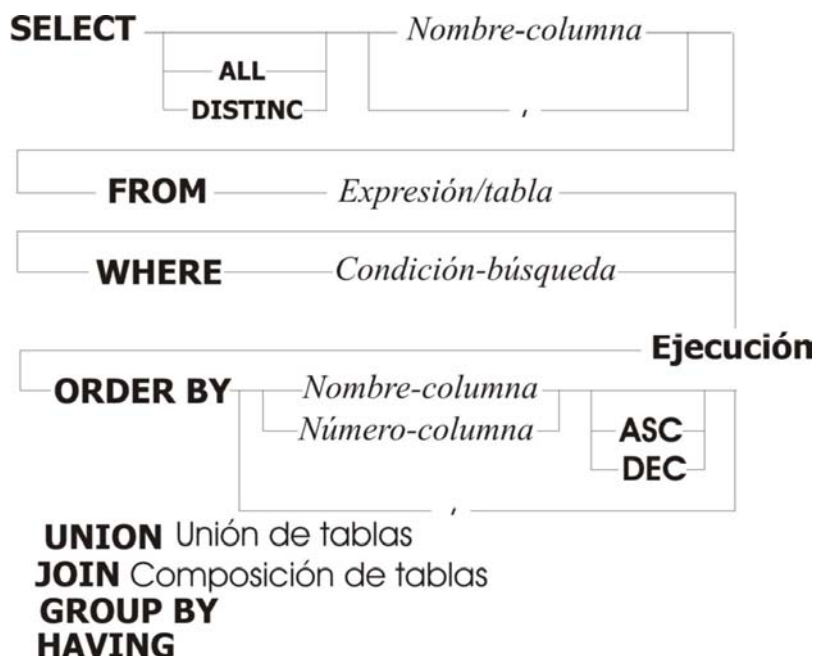 SELECT Nombre-columna
ALL
DISTINC ,
FROM Expresión/tabla
WHERE Condición-búsqueda
Ejecución
ORDER BY Nombre-columna
Número-columna ASC
DEC
,
UNION Unión de tablas
JOIN Composición de tablas
GROUP BY
HAVING